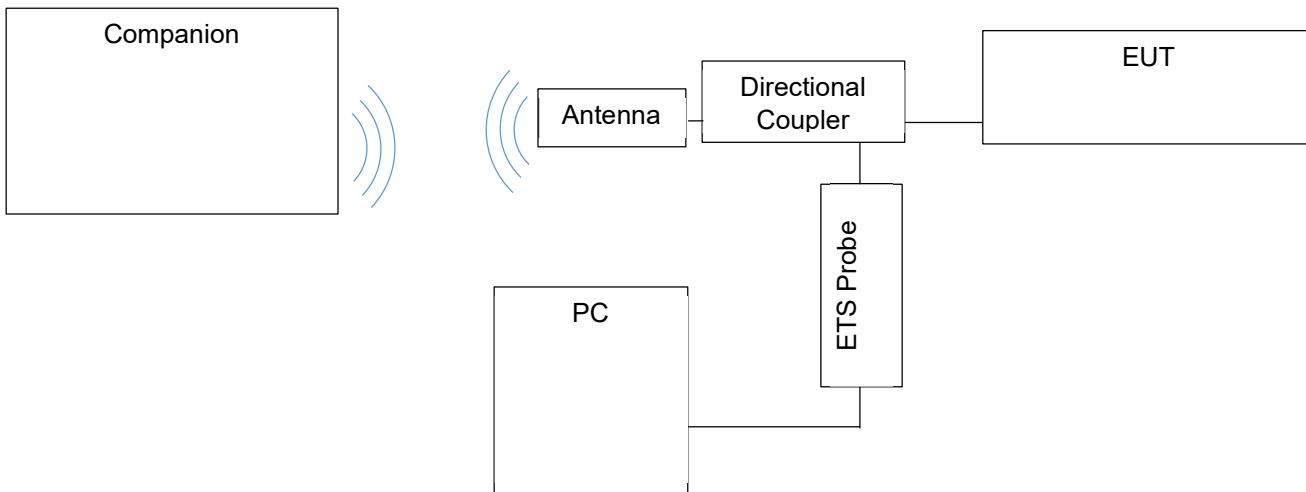 Companion
Antenna
Directional
Coupler
EUT
ETS Probe
PC